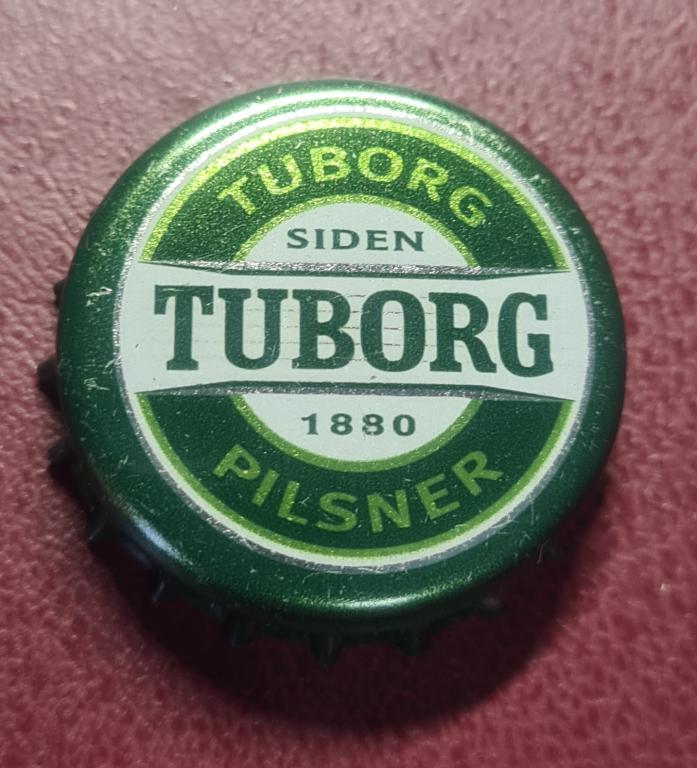 TUBORG
SIDEN
TUBORG
1880
PILSNER